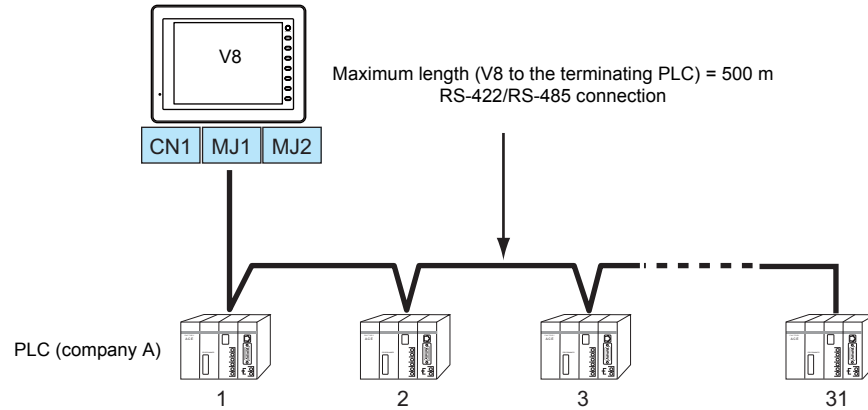 V8
Maximum length (V8 to the terminating PLC) = 500 m
RS-422/RS-485 connection
CN1 MJ1 MJ2
PLC (company A)
1 2 3 31